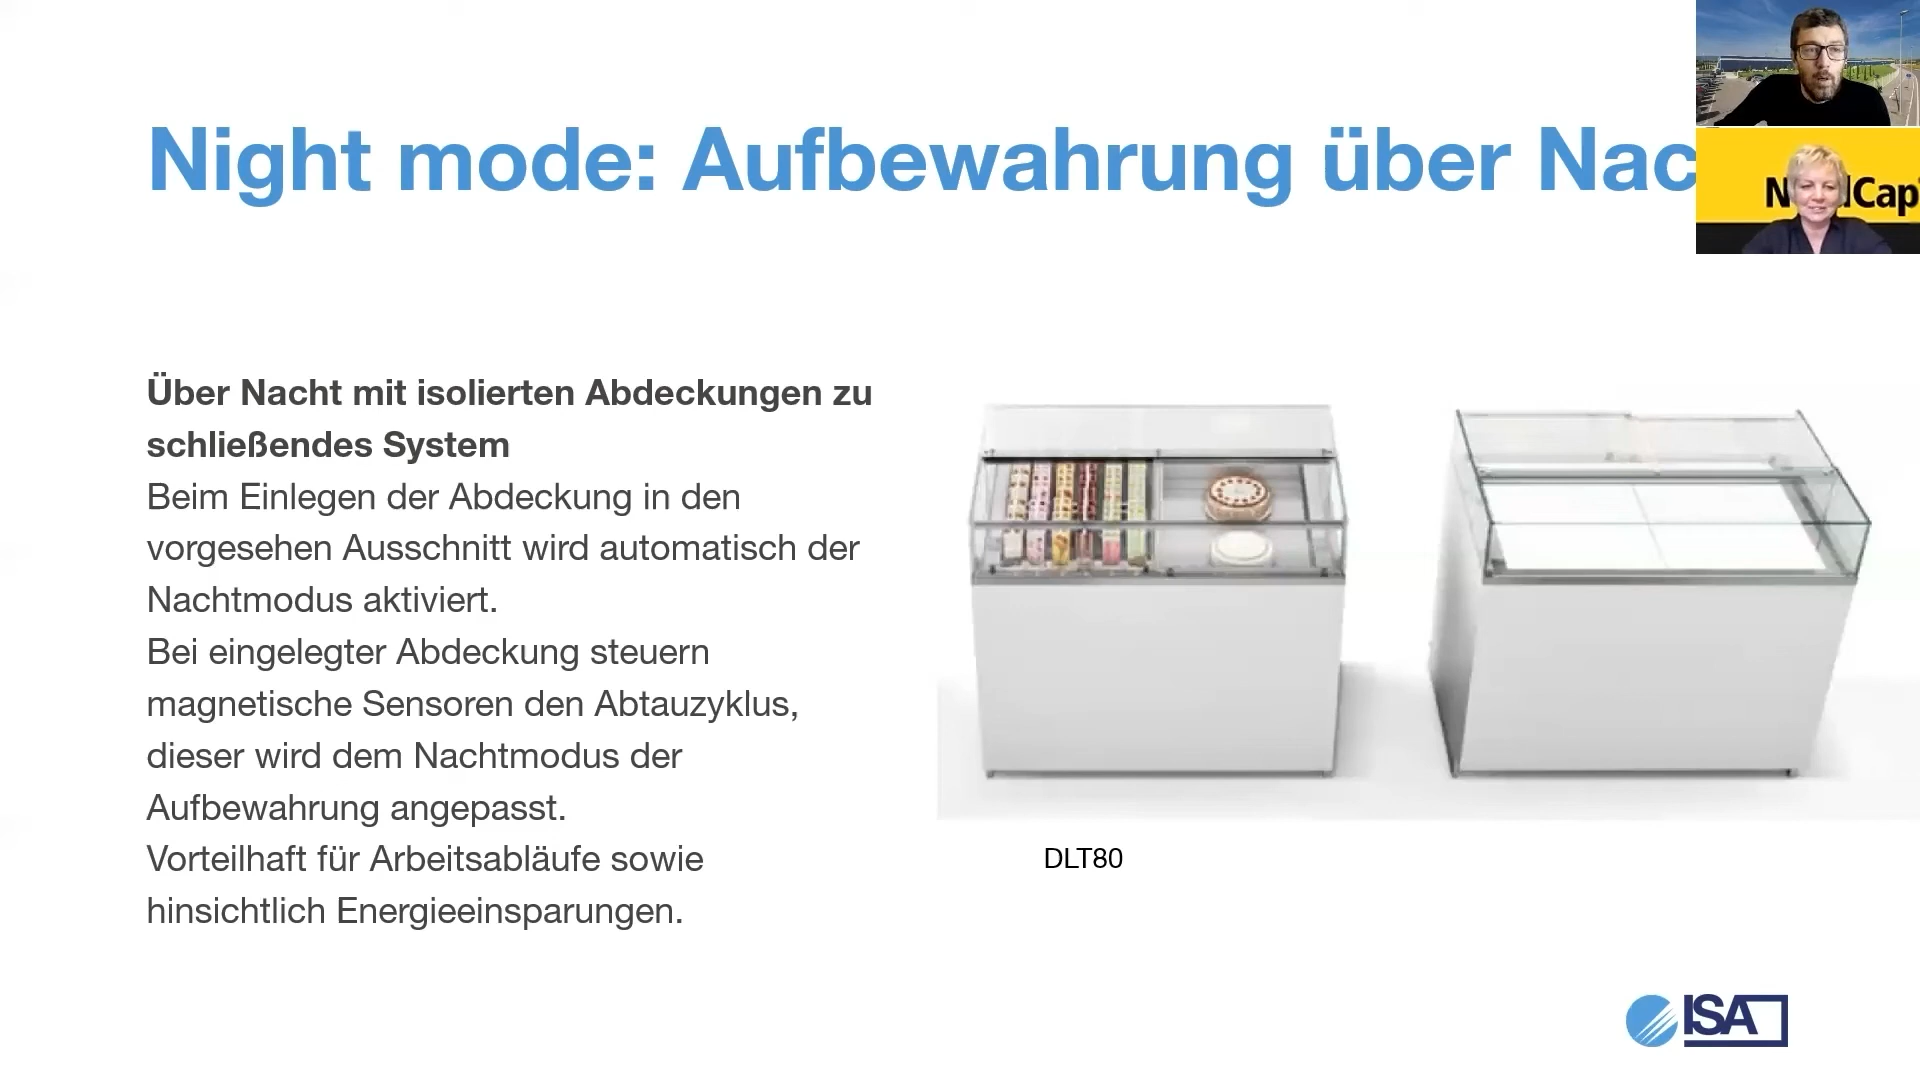 Night mode: Aufbewahrung über Nac
Cap
Über Nacht mit isolierten Abdeckungen zu
schließendes System
Beim Einlegen der Abdeckung in den
vorgesehen Ausschnitt wird automatisch der
Nachtmodus aktiviert.
Bei eingelegter Abdeckung steuern
magnetische Sensoren den Abtauzyklus,
dieser wird dem Nachtmodus der
Aufbewahrung angepasst.
Vorteilhaft für Arbeitsabläufe sowie
hinsichtlich Energieeinsparungen.
DLT80
ISA